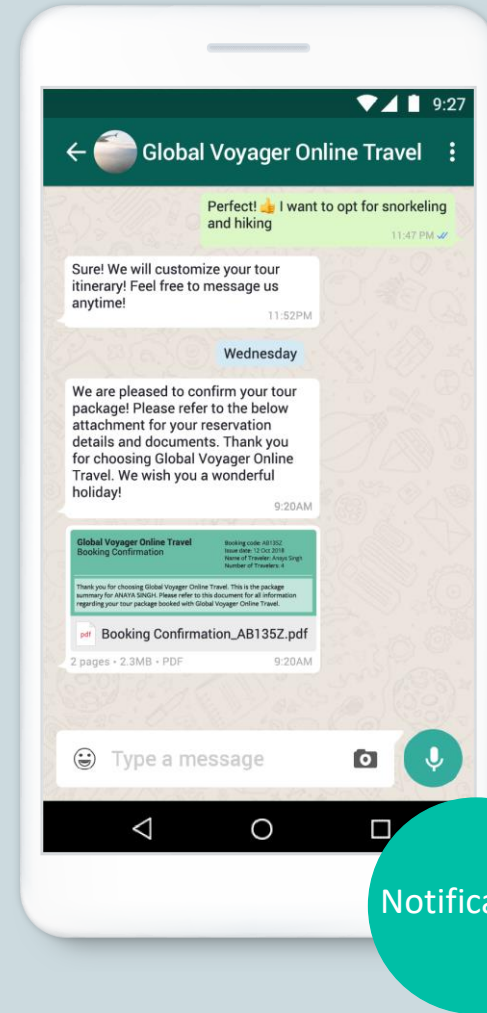 9:27
Global Voyager Online Travel
Perfect! 👍 I want to opt for snorkeling
and hiking
11:47 PM
Sure! We will customize your tour
itinerary! Feel free to message us
anytime!
11:52PM
Wednesday
We are pleased to confirm your tour
package! Please refer to the below
attachment for your reservation
details and documents. Thank you
for choosing Global Voyager Online
Travel. We wish you a wonderful
holiday!
9:20AM
Global Voyager Online Travel
Booking Confirmation
Booking code: AB135Z
Issue date: 12 Oct 2018
Name of Traveler: Anaya Singh
Number of Travelers: 4
Thank you for choosing Global Voyager Online Travel. This is the package
summary for ANAYA SINGH. Please refer to this document for all information
regarding your tour package booked with Global Voyager Online Travel.
pdf Booking Confirmation_AB135Z.pdf
2 pages • 2.3MB • PDF 9:20AM
Type a message
Notifica